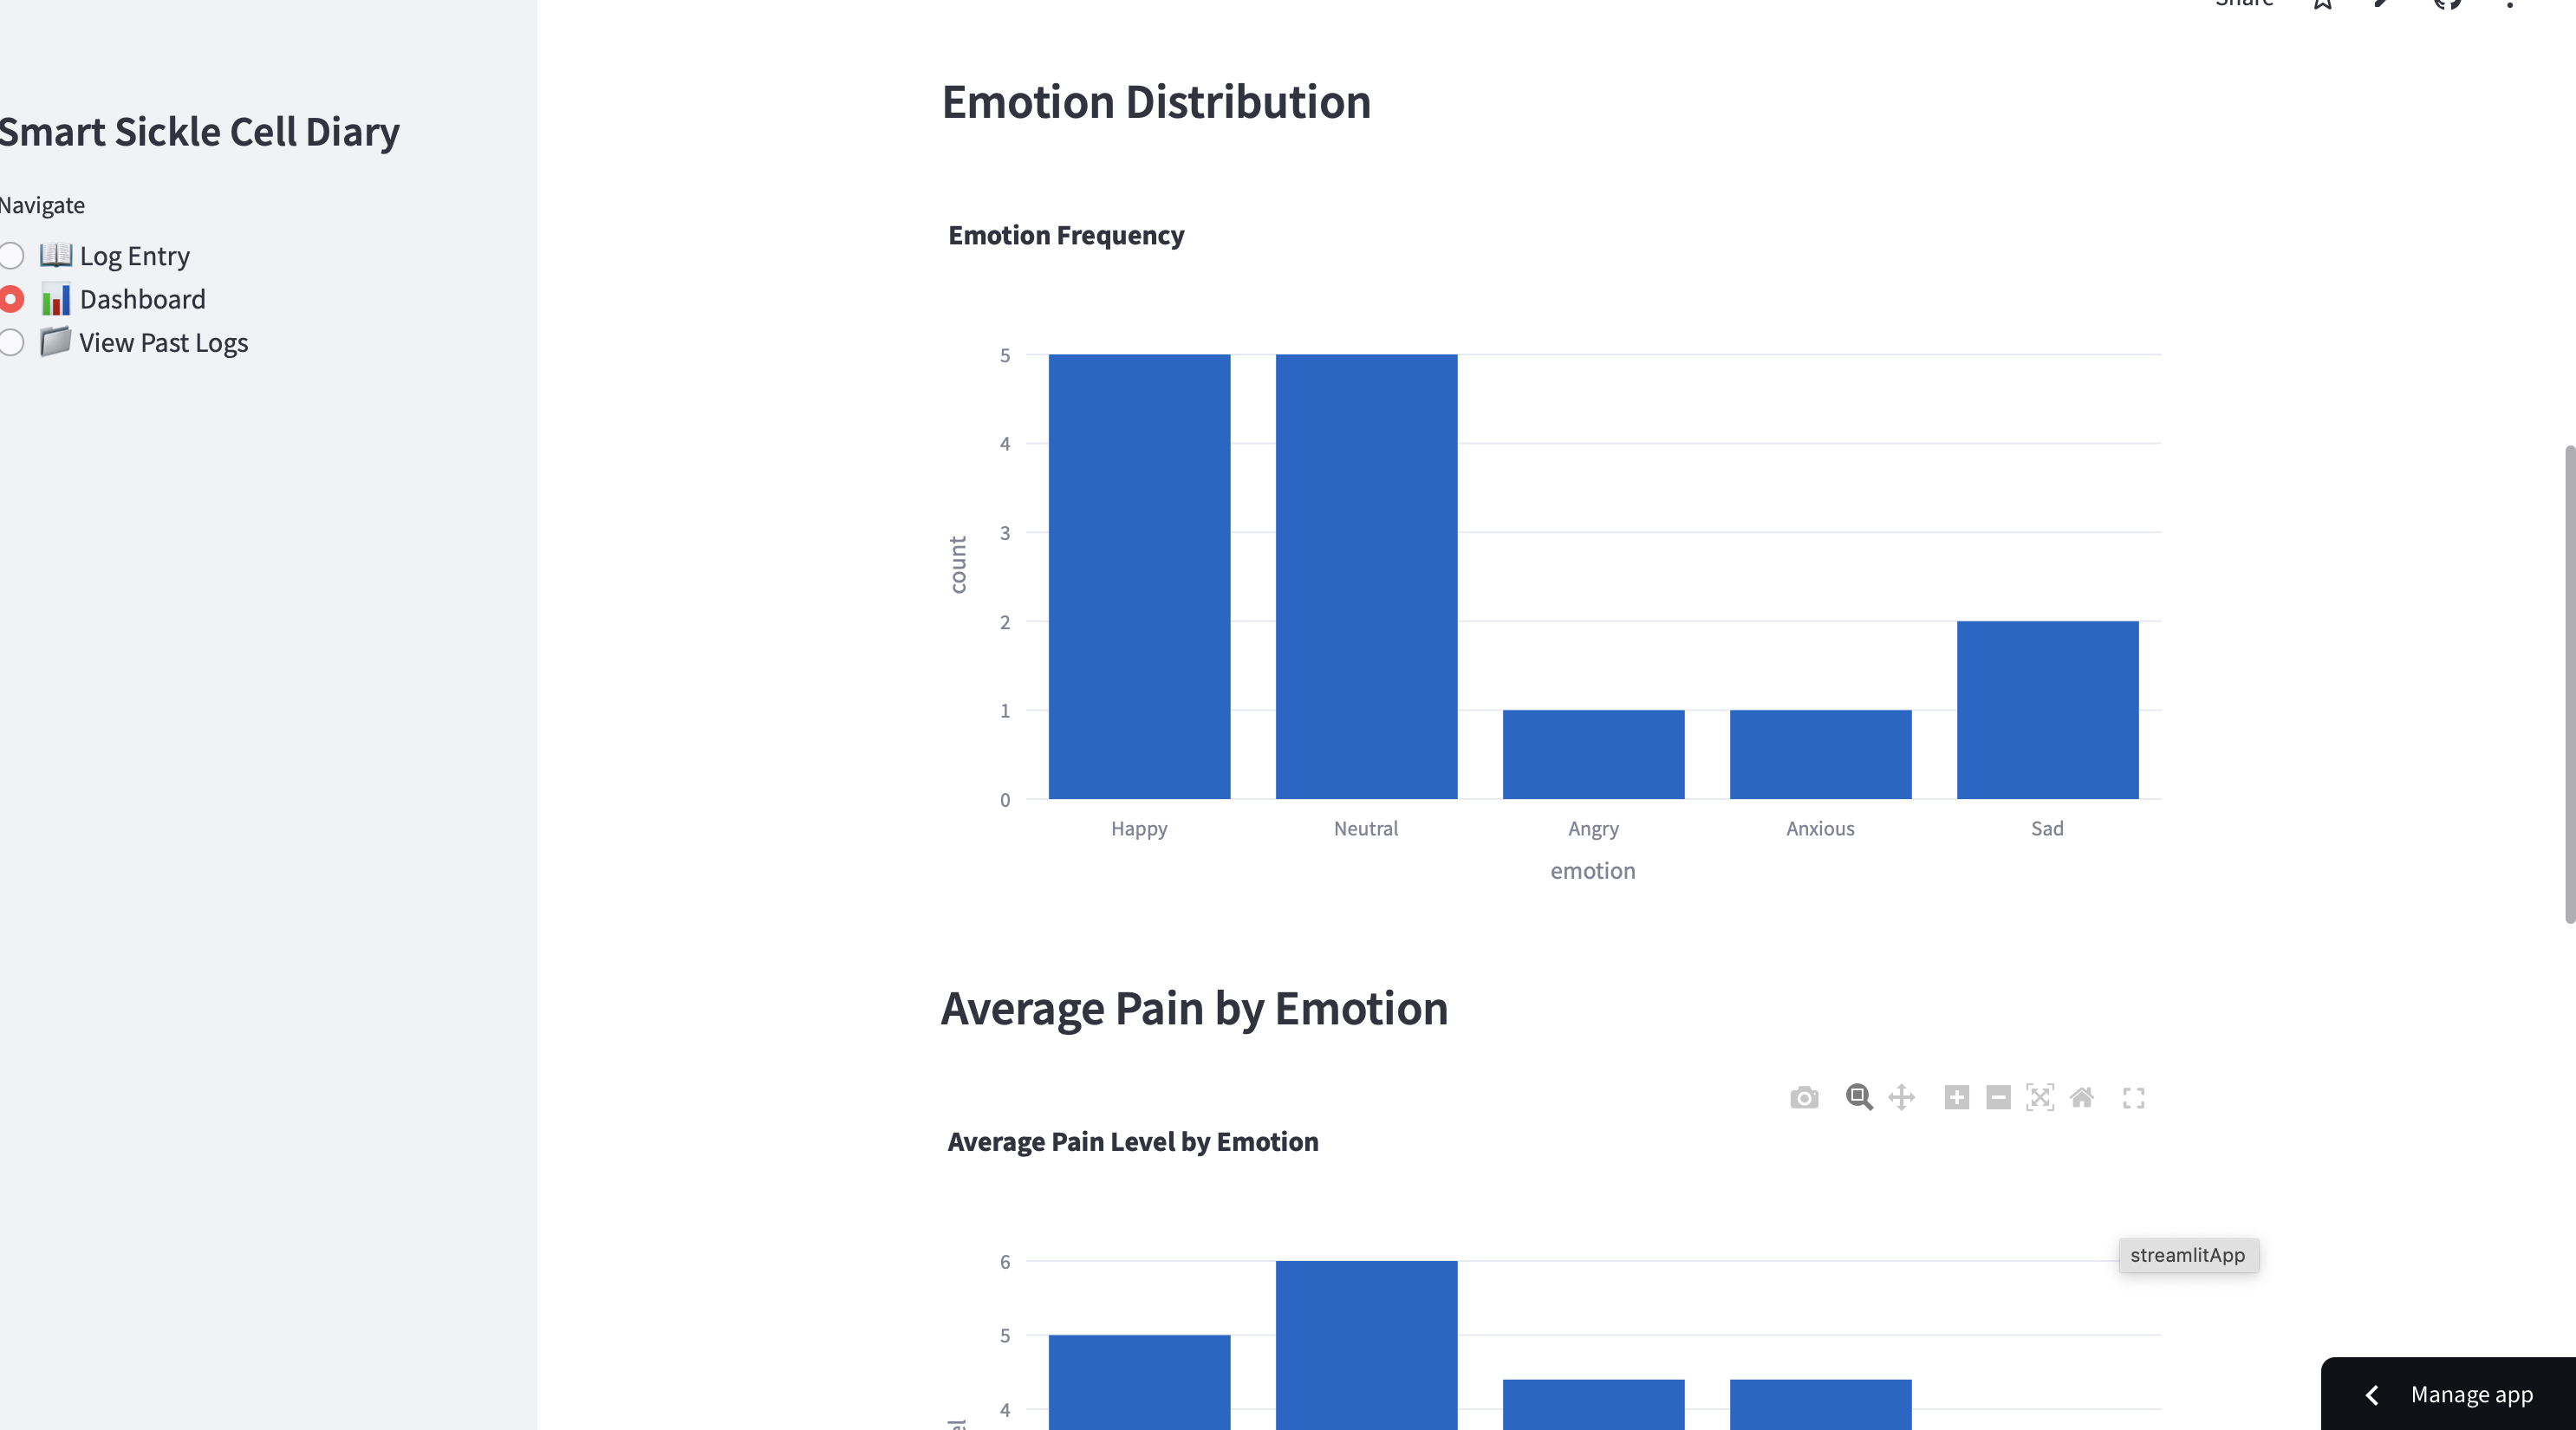 Share
Smart Sickle Cell Diary
Navigate
Log Entry
Dashboard
View Past Logs
Emotion Distribution
Emotion Frequency
5
4
3
2
1
0
count
Happy Neutral Angry Anxious Sad
emotion
Average Pain by Emotion
Average Pain Level by Emotion
6
5
4
streamlitApp
Manage app